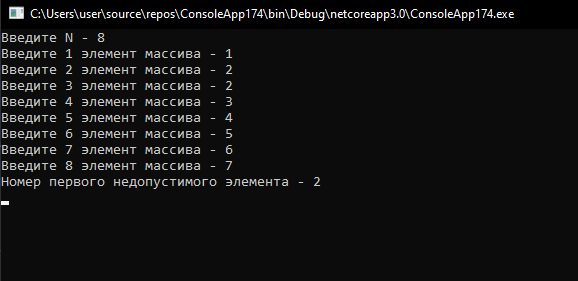 C:\Users\user\source\repos\ConsoleApp174\bin\Debug\netcoreapp3.0\ConsoleApp174.exe
Введите N - 8
Введите 1 элемент массива - 1
Введите 2 элемент массива - 2
Введите 3 элемент массива - 2
Введите 4 элемент массива - 3
Введите 5 элемент массива - 4
Введите 6 элемент массива - 5
Введите 7 элемент массива - 6
Введите 8 элемент массива - 7
Номер первого недопустимого элемента - 2